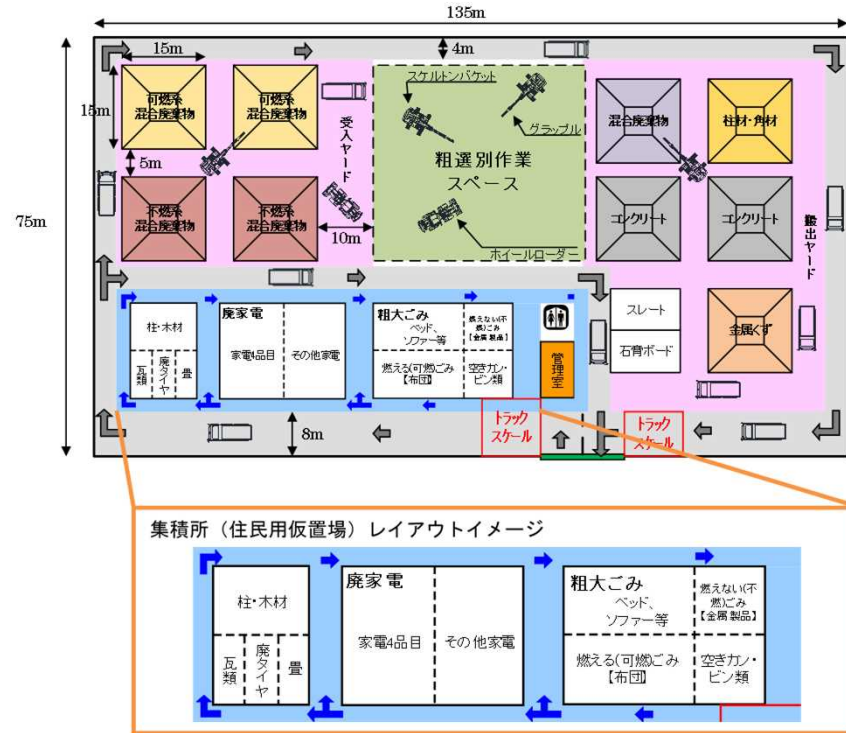 135m
75m
15m
4m
15m
5m
可燃系
混合廃棄物
可燃系
混合廃棄物
受入ヤード
スケルトンバケット
グラップル
粗選別作業
スペース
ホイールローダー
混合廃棄物
柱材・角材
不燃系
混合廃棄物
不燃系
混合廃棄物
10m
コンクリート
コンクリート
搬出ヤード
柱・木材
瓦類
廃タイヤ
畳
廃家電
家電4品目
その他家電
粗大ごみ
ベッド、
ソファー等
燃えない(不
燃)ごみ
【金属製品】
燃える(可燃)ごみ
【布団】
空きカン・
ビン類
管理室
スレート
石膏ボード
金属くず
8m
トラック
スケール
トラック
スケール
集積所（住民用仮置場）レイアウトイメージ
柱・木材
瓦類
廃タイヤ
畳
廃家電
家電4品目
その他家電
粗大ごみ
ベッド、
ソファー等
燃えない(不
燃)ごみ
【金属製品】
燃える(可燃)ごみ
【布団】
空きカン・
ビン類